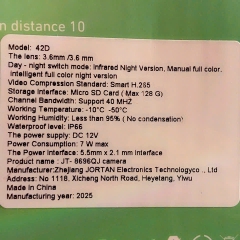 n distance 10
Model: 42D
The lens: 3.6mm /3.6 mm
Day - night switch mode: Infrared Night Version, Manual full color,
intelligent full color night version
Video Compression Standard: Smart H.265
Storage Interface: Micro SD Card ( Max 128 G)
Channel Bandwidth: Support 40 MHZ
Working Temperature: -10°C -50°C
Working Humidity: Less than 95% ( No condensation)
Waterproof level: IP66
The power supply: DC 12V
Power Consumption: 7 W max
Power Interface: 5.5mm x 2.1 mm interface
Product name: JT- 8696QJ camera
Manufacturer: Zhejiang JORTAN Electronics Technologyco ., Ltd
Address: No 1118, Xicheng North Road, Heyetang, Yiwu
Made in China
Manufacturing year: 2025